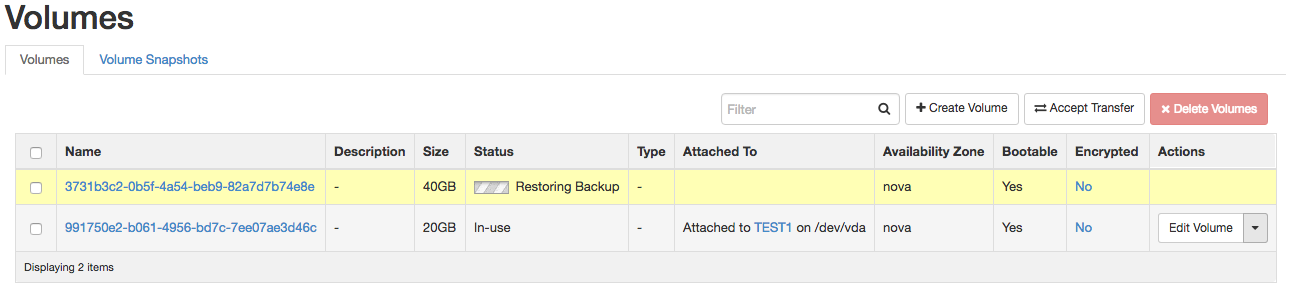 Volumes
Volumes Volume Snapshots
Filter Create Volume Accept Transfer Delete Volumes
Name Description Size Status Type Attached To Availability Zone Bootable Encrypted Actions
3731b3c2-0b5f-4a54-beb9-82a7d7b74e8e - 40GB Restoring Backup - nova Yes No
991750e2-b061-4956-bd7c-7ee07ae3d46c - 20GB In-use - Attached to TEST1 on /dev/vda nova Yes No Edit Volume
Displaying 2 items